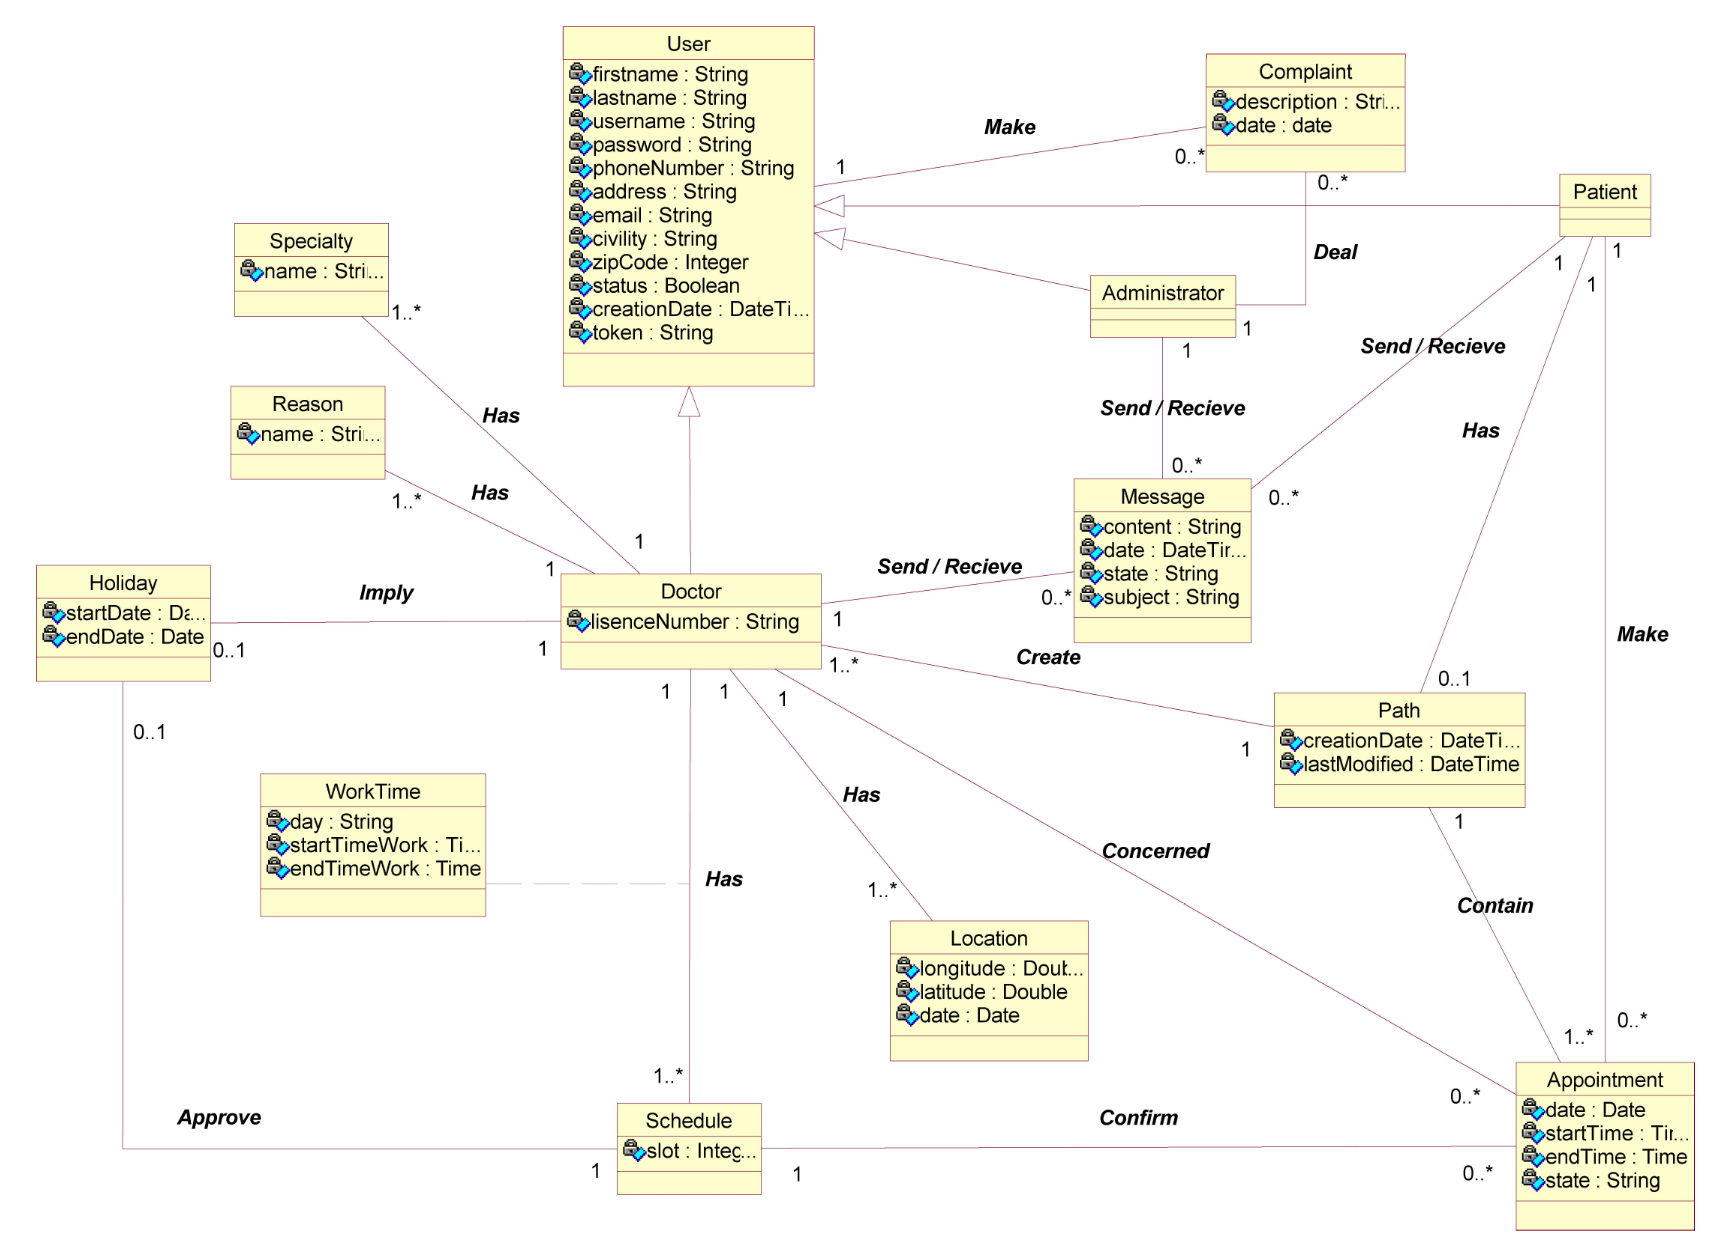 User
firstname : String
lastname : String
username : String
password : String
phoneNumber : String
address : String
email : String
civility : String
zipCode : Integer
status : Boolean
creationDate : DateTi...
token : String
Complaint
description : Stri...
date : date
Make
1
0..*
0..*
Deal
Patient
1
1
1
Administrator
1
1
Specialty
name : Stri...
1..*
Has
Reason
name : Stri...
1..*
Has
1
1
Send / Recieve
Send / Recieve
Has
0..*
0..*
Message
content : String
date : DateTir...
state : String
subject : String
Holiday
startDate : Da...
endDate : Date
Imply
0..1
1
0..1
Doctor
lisenceNumber : String
Send / Recieve
1
0..*
1..*
Create
1
Make
0..1
Path
creationDate : DateTi...
lastModified : DateTime
1
1
1
1
WorkTime
day : String
startTimeWork : Ti...
endTimeWork : Time
Has
Has
1..*
Concerned
Contain
Location
longitude : Doub...
latitude : Double
date : Date
1..*
0..*
1..*
0..*
Approve
1
Schedule
slot : Integ...
Confirm
1
0..*
Appointment
date : Date
startTime : Tir...
endTime : Time
state : String